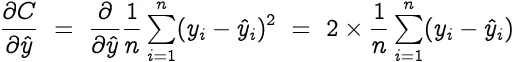 ∂C/∂ŷ = ∂/∂ŷ 1/n ∑_{i=1}^{n} (y_i − ŷ_i)² = 2 × 1/n ∑_{i=1}^{n} (y_i − ŷ_i)